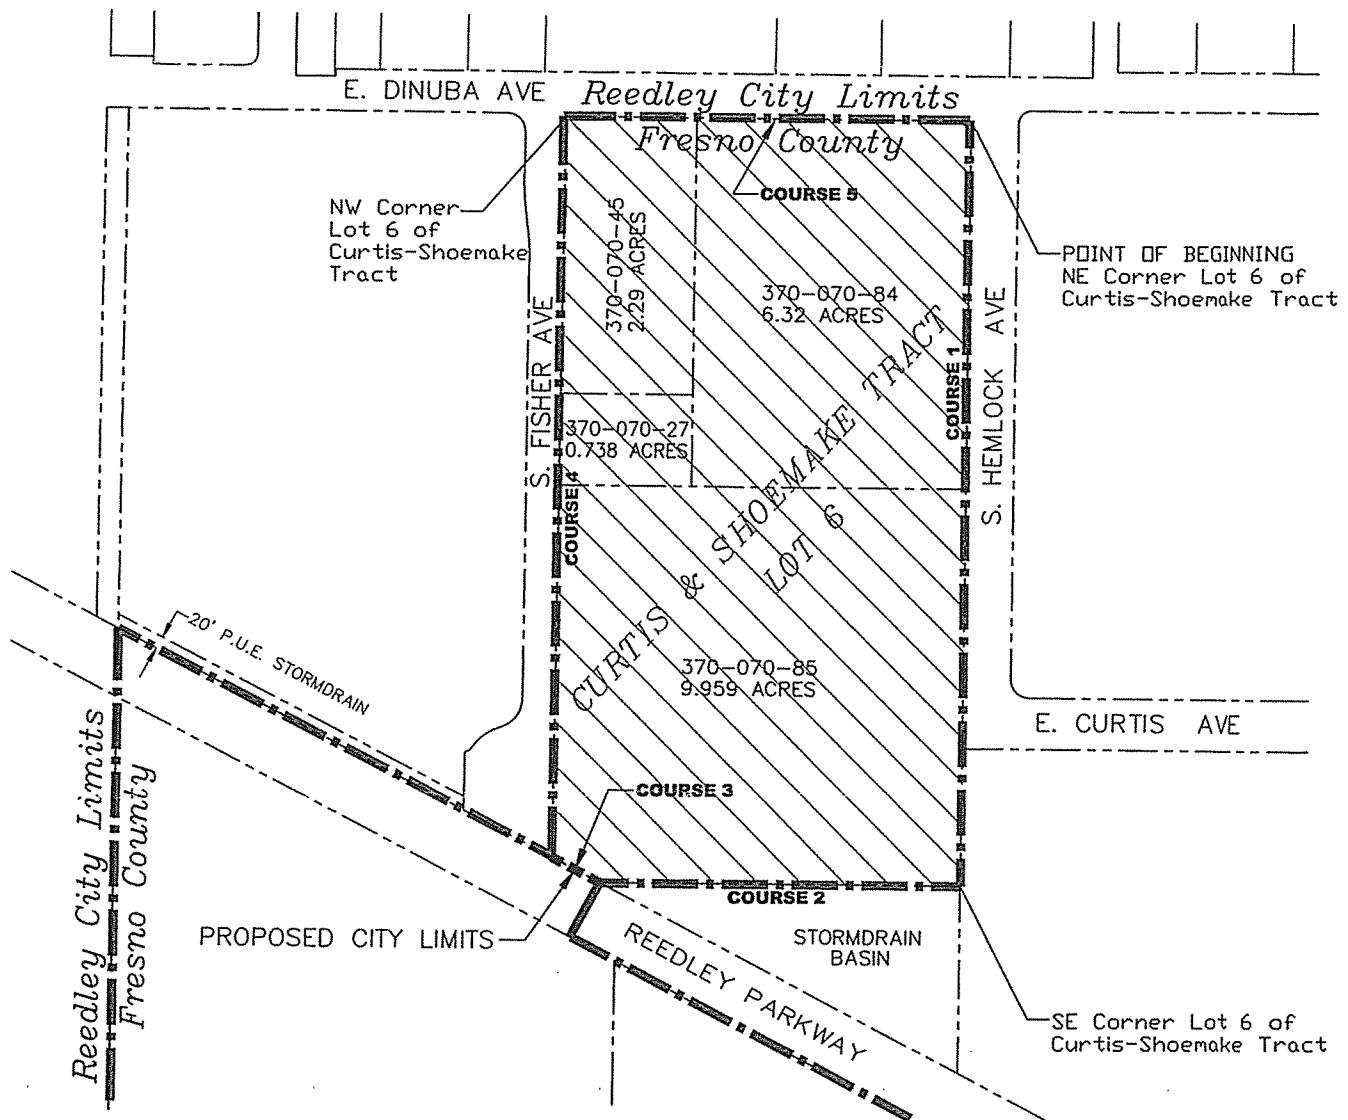 E. DINUBA AVE
Reedley City Limits
Fresno County
COURSE 5
NW Corner
Lot 6 of
Curtis-Shoemake
Tract
370-070-45
2.29 ACRES
370-070-84
6.32 ACRES
POINT OF BEGINNING
NE Corner Lot 6 of
Curtis-Shoemake Tract
S. FISHER AVE
COURSE 1
S. HEMLOCK AVE
370-070-27
0.738 ACRES
COURSE 4
CURTIS & SHOEMAKE TRACT
LOT 6
20' P.U.E. STORMDRAIN
370-070-85
9.959 ACRES
E. CURTIS AVE
Reedley City Limits
Fresno County
COURSE 3
COURSE 2
PROPOSED CITY LIMITS
REEDLEY PARKWAY
STORMDRAIN
BASIN
SE Corner Lot 6 of
Curtis-Shoemake Tract